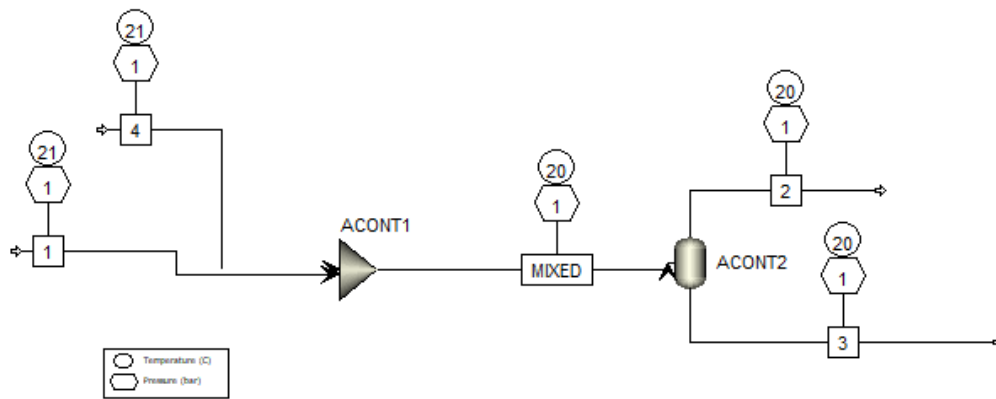 21
1
4
21
1
1
ACONT1
20
1
MIXED
20
1
2
ACONT2
20
1
3
Temperature (C)
Pressure (bar)